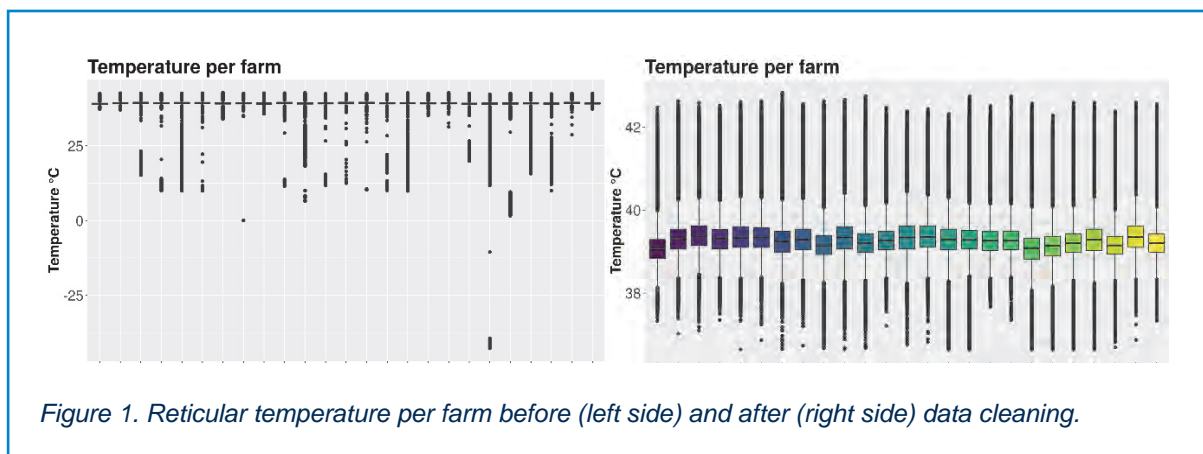 Temperature per farm
Temperature °C
25
0
-25
Temperature per farm
Temperature °C
42
40
38
Figure 1. Reticular temperature per farm before (left side) and after (right side) data cleaning.